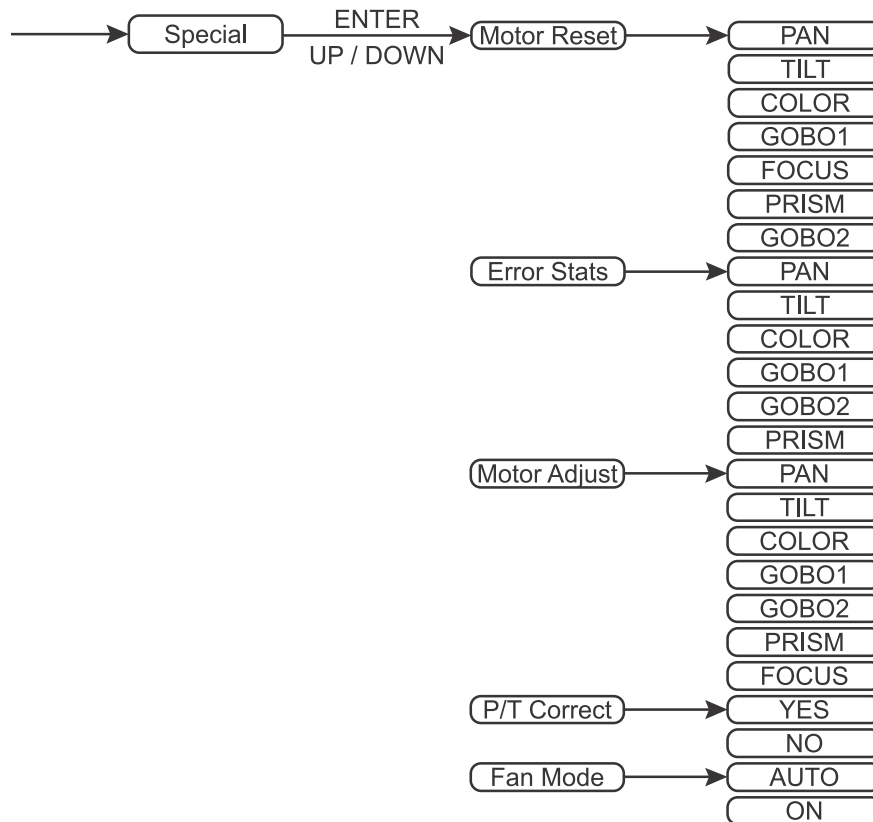 Special
ENTER
UP / DOWN
Motor Reset
PAN
TILT
COLOR
GOBO1
FOCUS
PRISM
GOBO2
Error Stats
PAN
TILT
COLOR
GOBO1
GOBO2
PRISM
Motor Adjust
PAN
TILT
COLOR
GOBO1
GOBO2
PRISM
FOCUS
P/T Correct
YES
NO
Fan Mode
AUTO
ON